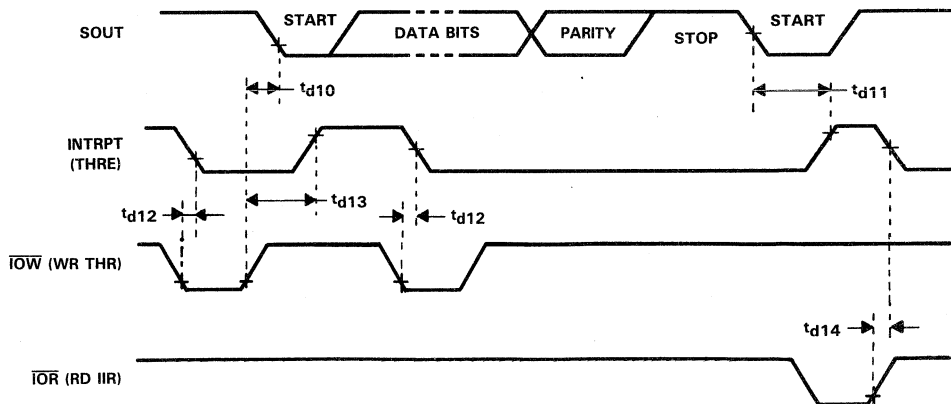 SOUT
START
DATA BITS
PARITY
STOP
START
td10
td11
INTRPT
(THRE)
td12
td13
td12
IOW (WR THR)
td14
IOR (RD IIR)